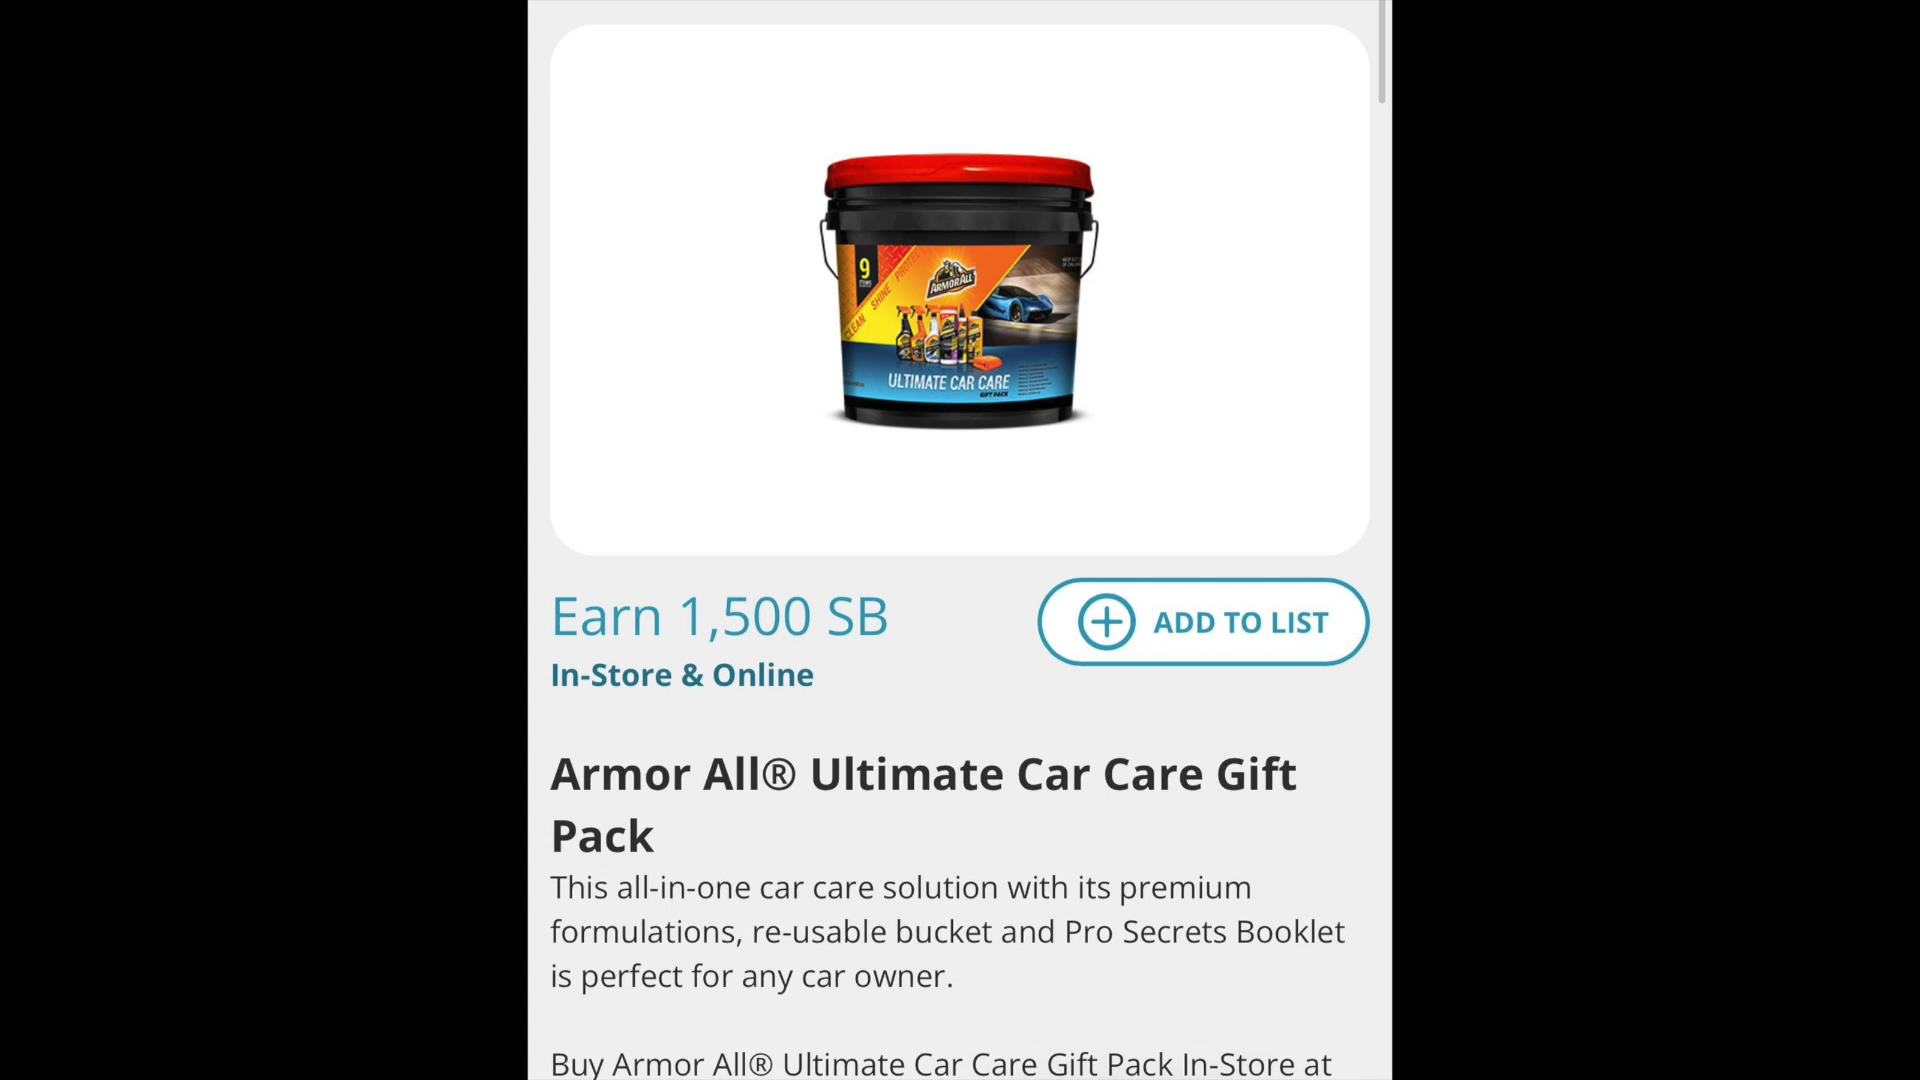 9
ITEMS
CLEAN SHINE PROTECT
ARMORALL
ULTIMATE CAR CARE
GIFT PACK
Earn 1,500 SB
ADD TO LIST
In-Store & Online
Armor All® Ultimate Car Care Gift
Pack
This all-in-one car care solution with its premium
formulations, re-usable bucket and Pro Secrets Booklet
is perfect for any car owner.
Buy Armor All® Ultimate Car Care Gift Pack In-Store at